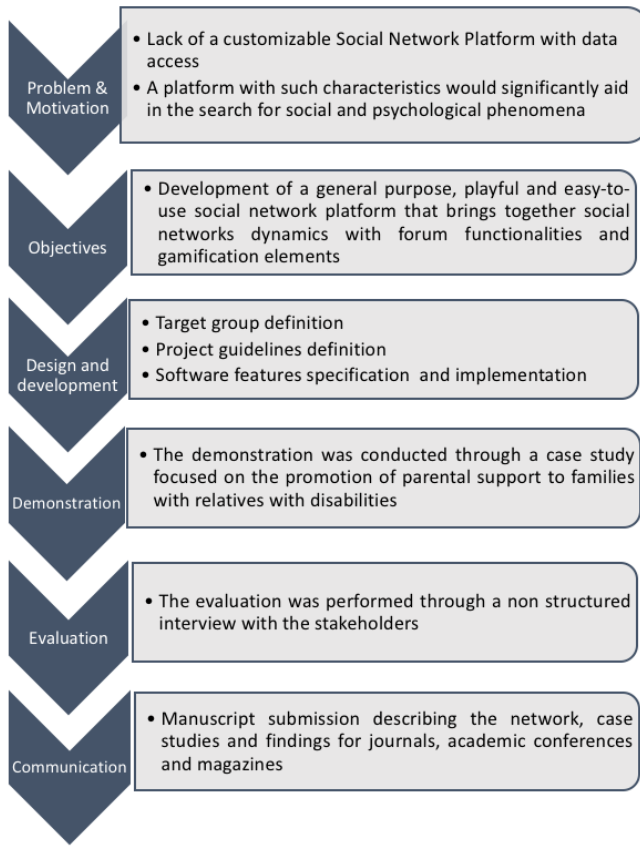 Problem &
Motivation
• Lack of a customizable Social Network Platform with data
access
• A platform with such characteristics would significantly aid
in the search for social and psychological phenomena
Objectives
• Development of a general purpose, playful and easy-to-
use social network platform that brings together social
networks dynamics with forum functionalities and
gamification elements
Design and
development
• Target group definition
• Project guidelines definition
• Software features specification and implementation
Demonstration
• The demonstration was conducted through a case study
focused on the promotion of parental support to families
with relatives with disabilities
Evaluation
• The evaluation was performed through a non structured
interview with the stakeholders
Communication
• Manuscript submission describing the network, case
studies and findings for journals, academic conferences
and magazines